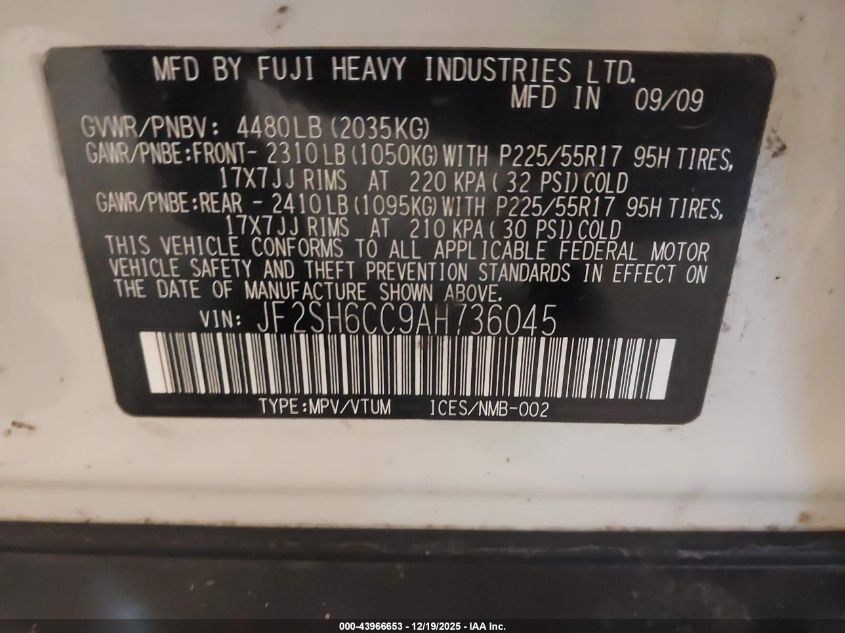 MFD BY FUJI HEAVY INDUSTRIES LTD.
MFD IN 09/09
GVWR/PNBV: 4480LB (2035KG)
GAWR/PNBE:FRONT- 2310LB (1050KG) WITH P225/55R17 95H TIRES,
17X7JJ RIMS AT 220 KPA( 32 PSI) COLD
GAWR/PNBE:REAR - 2410LB (1095KG) WITH P225/55R17 95H TIRES,
17X7JJ RIMS AT 210 KPA( 30 PSI) COLD
THIS VEHICLE CONFORMS TO ALL APPLICABLE FEDERAL MOTOR
VEHICLE SAFETY AND THEFT PREVENTION STANDARDS IN EFFECT ON
THE DATE OF MANUFACTURE SHOWN ABOVE.
VIN: JF2SH6CC9AH736045
TYPE:MPV/VTUM ICES/NMB-002
000-43966653 - 12/19/2025 - IAA Inc.